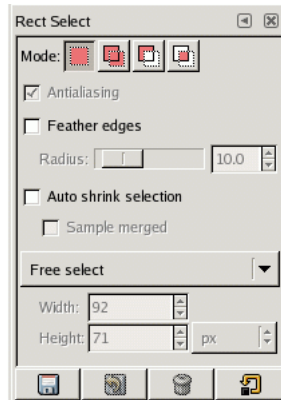 Rect Select
Mode:
Antialiasing
Feather edges
Radius: 10.0
Auto shrink selection
Sample merged
Free select
Width: 92
Height: 71 px